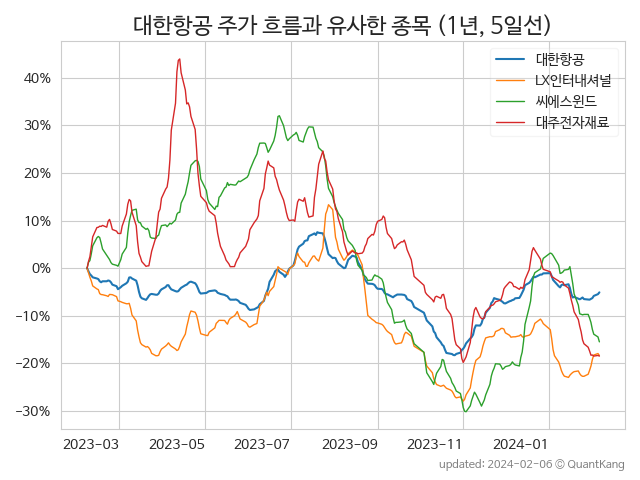 대한항공 주가 흐름과 유사한 종목 (1년, 5일선)
대한항공
LX인터내셔널
씨에스윈드
대주전자재료
40%
30%
20%
10%
0%
−10%
−20%
−30%
2023-03 2023-05 2023-07 2023-09 2023-11 2024-01
updated: 2024-02-06 © QuantKang